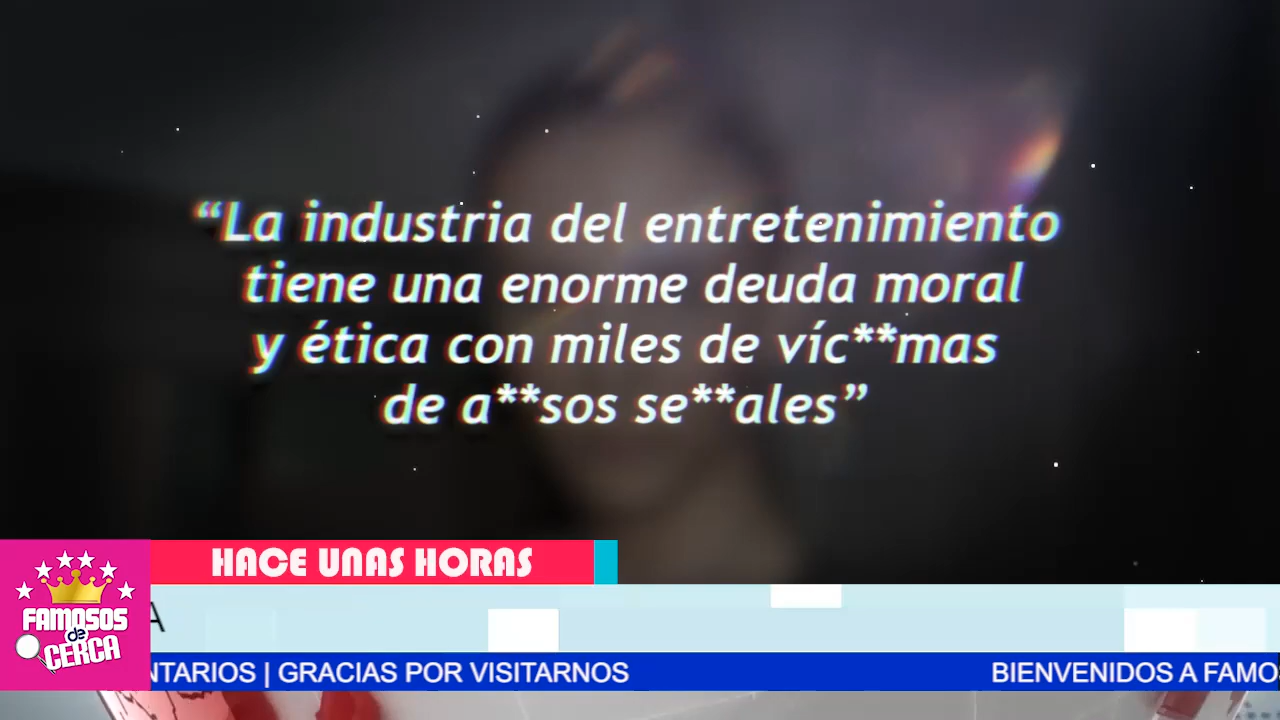 “La industria del entretenimiento
tiene una enorme deuda moral
y ética con miles de víc**mas
de a**sos se**ales”
HACE UNAS HORAS
A
FAMOSOS
de
CERCA
NTARIOS | GRACIAS POR VISITARNOS
BIENVENIDOS A FAMOS